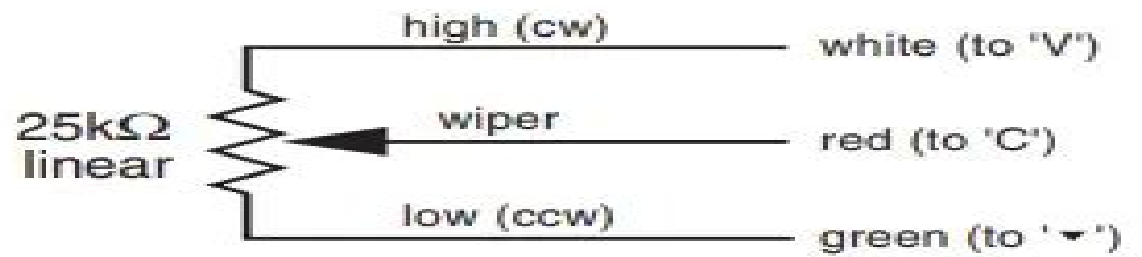 high (cw)
white (to 'V')
25kΩ
linear
wiper
red (to 'C')
low (ccw)
green (to '⏷')